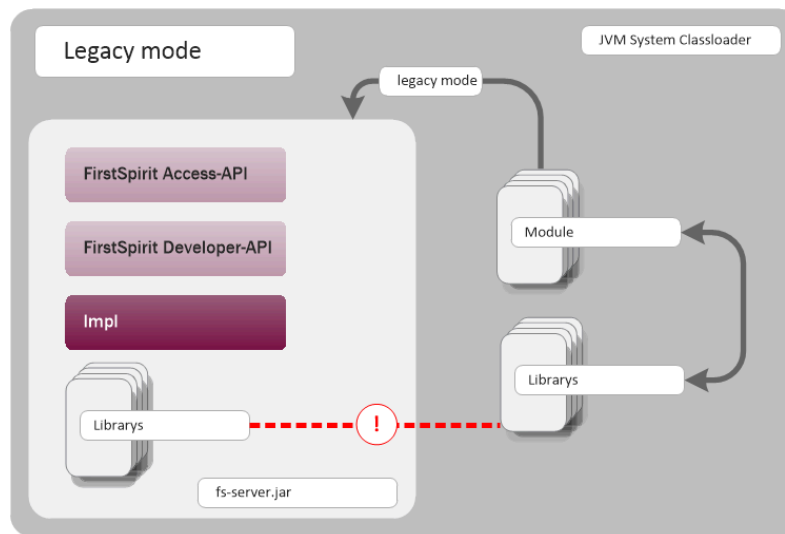 Legacy mode
JVM System Classloader
legacy mode
FirstSpirit Access-API
FirstSpirit Developer-API
Impl
Module
Librarys
Librarys
!
fs-server.jar